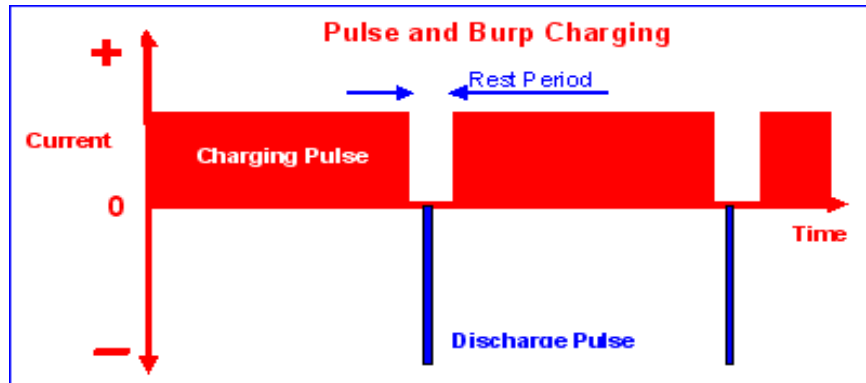 Pulse and Burp Charging
+
Rest Period
Current
Charging Pulse
0
Time
Discharge Pulse
—